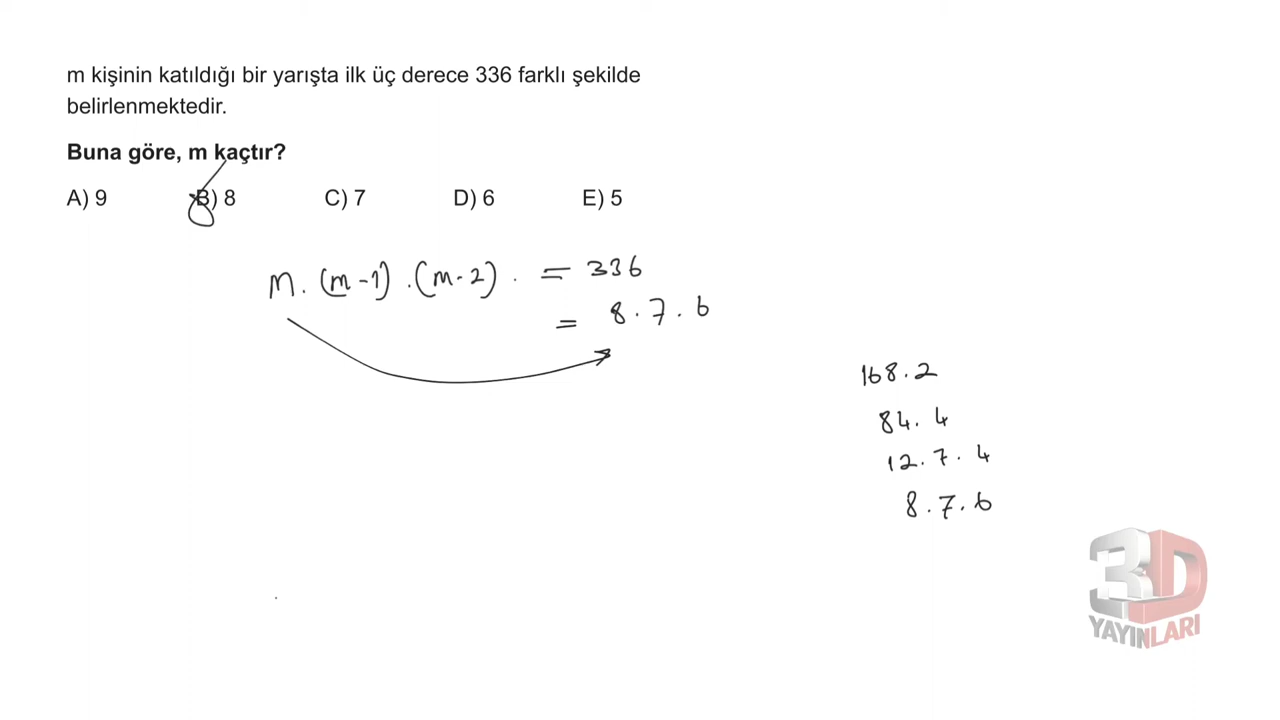 m kişinin katıldığı bir yarışta ilk üç derece 336 farklı şekilde
belirlenmektedir.
Buna göre, m kaçtır?
A) 9 B) 8 C) 7 D) 6 E) 5
m.(m-1).(m-2). = 336
= 8.7.6
168.2
84.4
12.7.4
8.7.6
3D
YAYINLARI